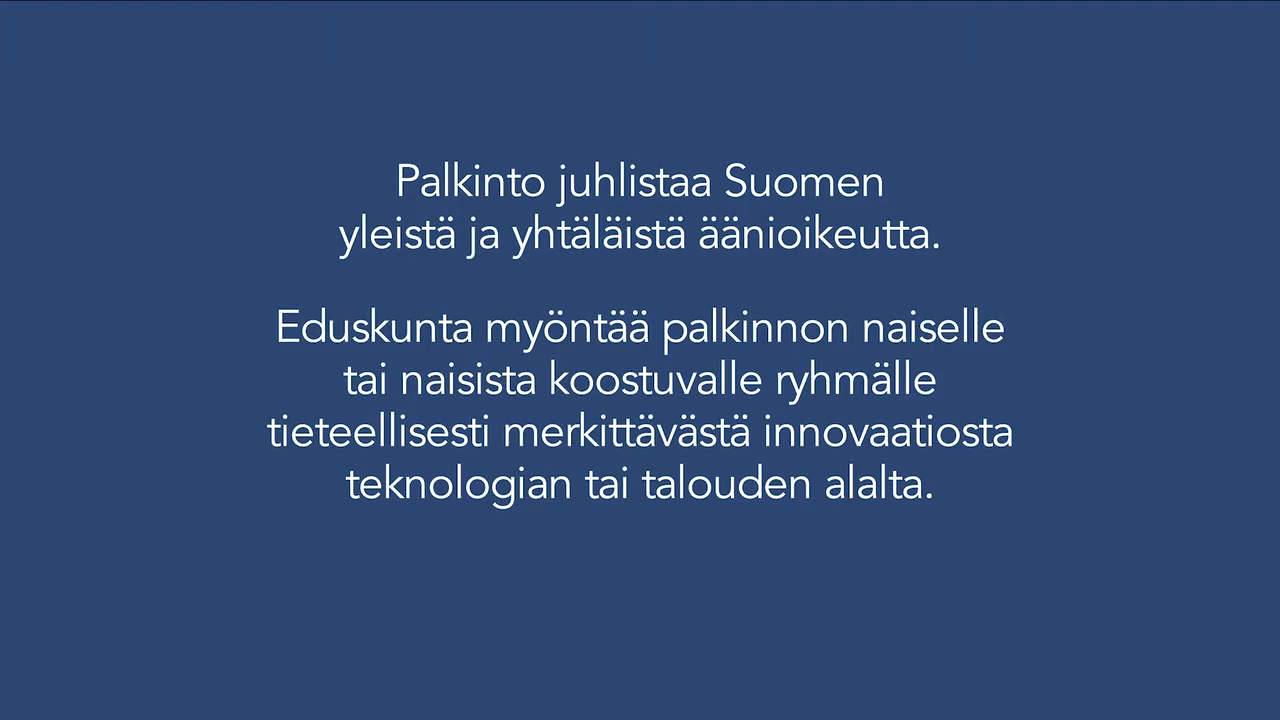 Palkinto juhlistaa Suomen
yleistä ja yhtäläistä äänioikeutta.
Eduskunta myöntää palkinnon naiselle
tai naisista koostuvalle ryhmälle
tieteellisesti merkittävästä innovaatiosta
teknologian tai talouden alalta.